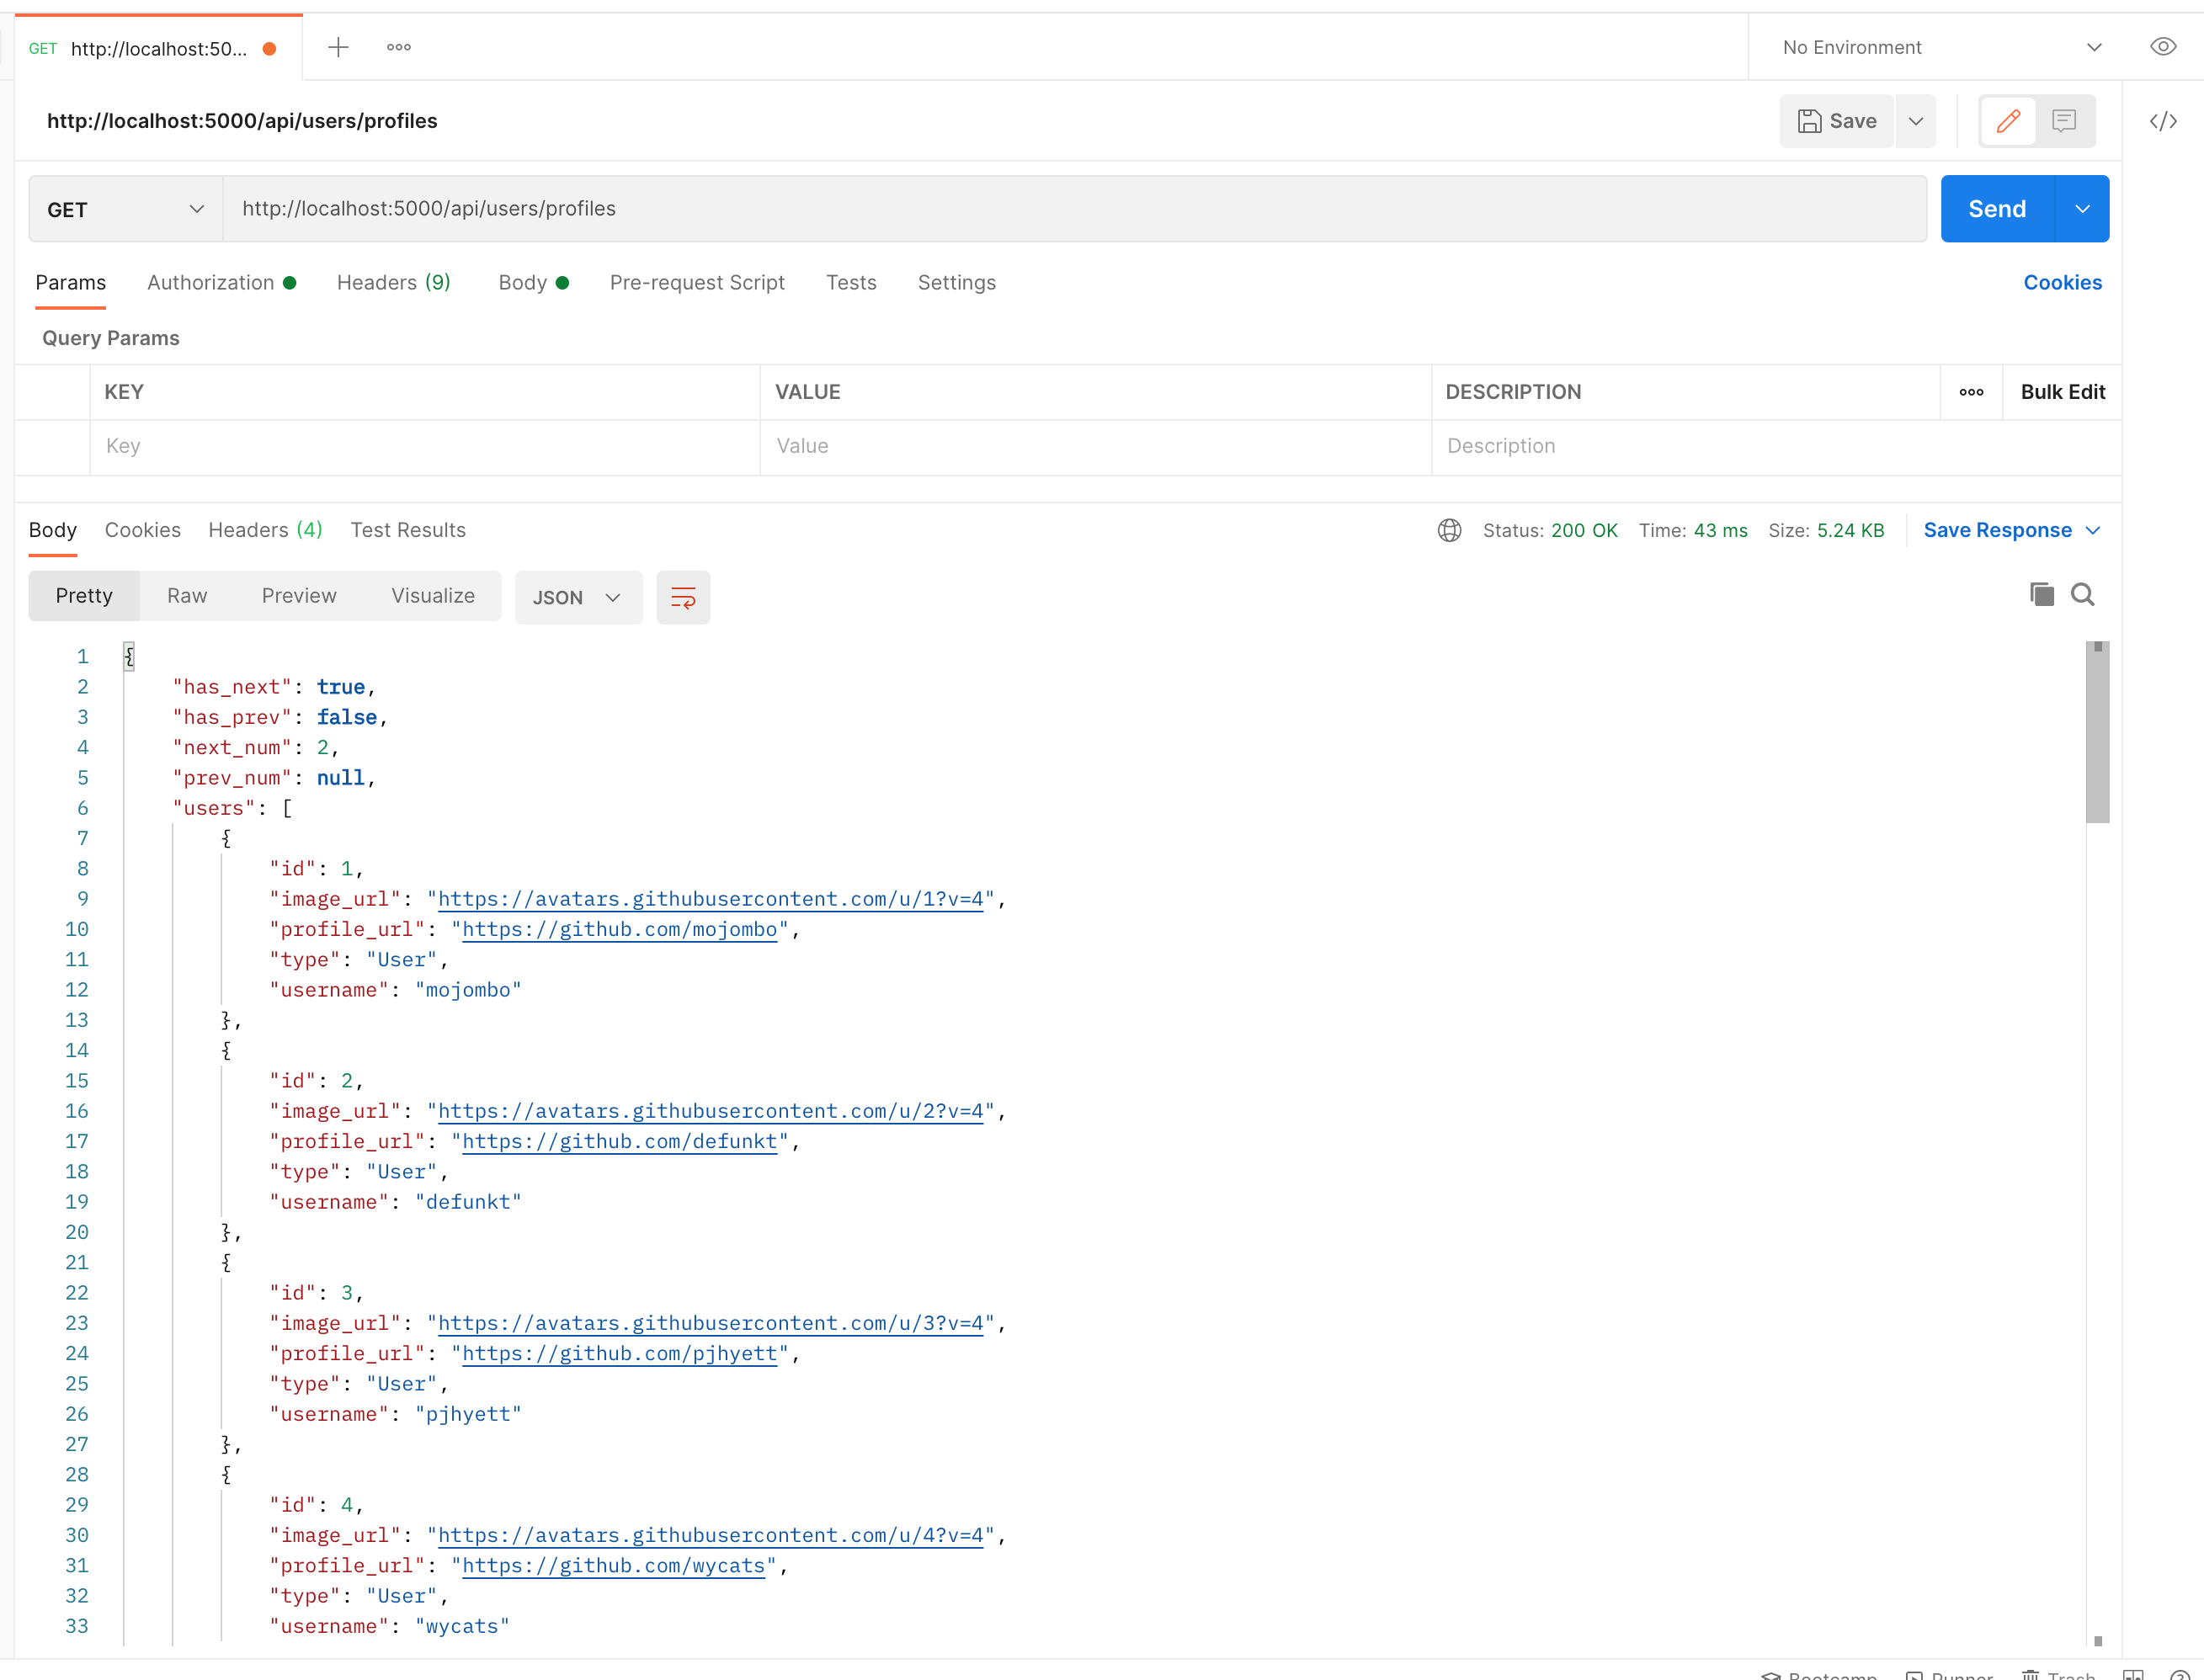 GET http://localhost:50...
No Environment
http://localhost:5000/api/users/profiles
Save
GET http://localhost:5000/api/users/profiles
Send
Params Authorization Headers (9) Body Pre-request Script Tests Settings Cookies
Query Params
KEY VALUE DESCRIPTION Bulk Edit
Key Value Description
Body Cookies Headers (4) Test Results Status: 200 OK Time: 43 ms Size: 5.24 KB Save Response
Pretty Raw Preview Visualize JSON
1 {
2 "has_next": true,
3 "has_prev": false,
4 "next_num": 2,
5 "prev_num": null,
6 "users": [
7 {
8 "id": 1,
9 "image_url": "https://avatars.githubusercontent.com/u/1?v=4",
10 "profile_url": "https://github.com/mojombo",
11 "type": "User",
12 "username": "mojombo"
13 },
14 {
15 "id": 2,
16 "image_url": "https://avatars.githubusercontent.com/u/2?v=4",
17 "profile_url": "https://github.com/defunkt",
18 "type": "User",
19 "username": "defunkt"
20 },
21 {
22 "id": 3,
23 "image_url": "https://avatars.githubusercontent.com/u/3?v=4",
24 "profile_url": "https://github.com/pjhyett",
25 "type": "User",
26 "username": "pjhyett"
27 },
28 {
29 "id": 4,
30 "image_url": "https://avatars.githubusercontent.com/u/4?v=4",
31 "profile_url": "https://github.com/wycats",
32 "type": "User",
33 "username": "wycats"
Bootcamp Runner Trash